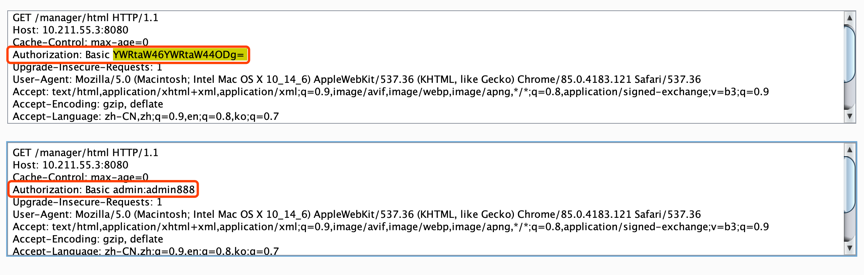 GET /manager/html HTTP/1.1
Host: 10.211.55.3:8080
Cache-Control: max-age=0
Authorization: Basic YWRtaW46YWRtaW44ODg=
Upgrade-Insecure-Requests: 1
User-Agent: Mozilla/5.0 (Macintosh; Intel Mac OS X 10_14_6) AppleWebKit/537.36 (KHTML, like Gecko) Chrome/85.0.4183.121 Safari/537.36
Accept: text/html,application/xhtml+xml,application/xml;q=0.9,image/avif,image/webp,image/apng,*/*;q=0.8,application/signed-exchange;v=b3;q=0.9
Accept-Encoding: gzip, deflate
Accept-Language: zh-CN,zh;q=0.9,en;q=0.8,ko;q=0.7
GET /manager/html HTTP/1.1
Host: 10.211.55.3:8080
Cache-Control: max-age=0
Authorization: Basic admin:admin888
Upgrade-Insecure-Requests: 1
User-Agent: Mozilla/5.0 (Macintosh; Intel Mac OS X 10_14_6) AppleWebKit/537.36 (KHTML, like Gecko) Chrome/85.0.4183.121 Safari/537.36
Accept: text/html,application/xhtml+xml,application/xml;q=0.9,image/avif,image/webp,image/apng,*/*;q=0.8,application/signed-exchange;v=b3;q=0.9
Accept-Encoding: gzip, deflate
Accept-Language: zh-CN,zh;q=0.9,en;q=0.8,ko;q=0.7